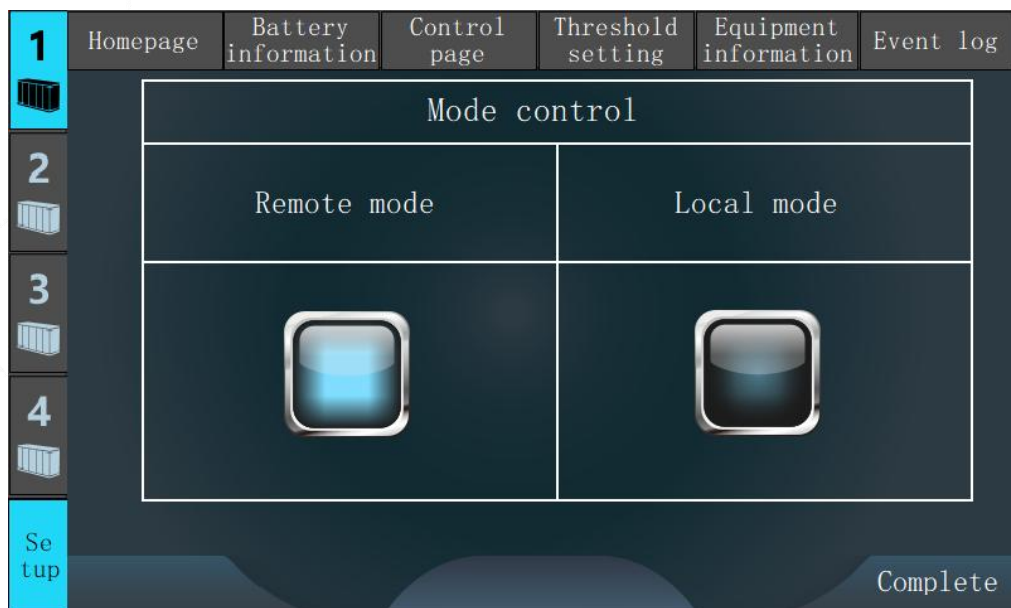 1
Homepage
Battery
information
Control
page
Threshold
setting
Equipment
information
Event log
Mode control
2
Remote mode
Local mode
3
4
Se
tup
Complete